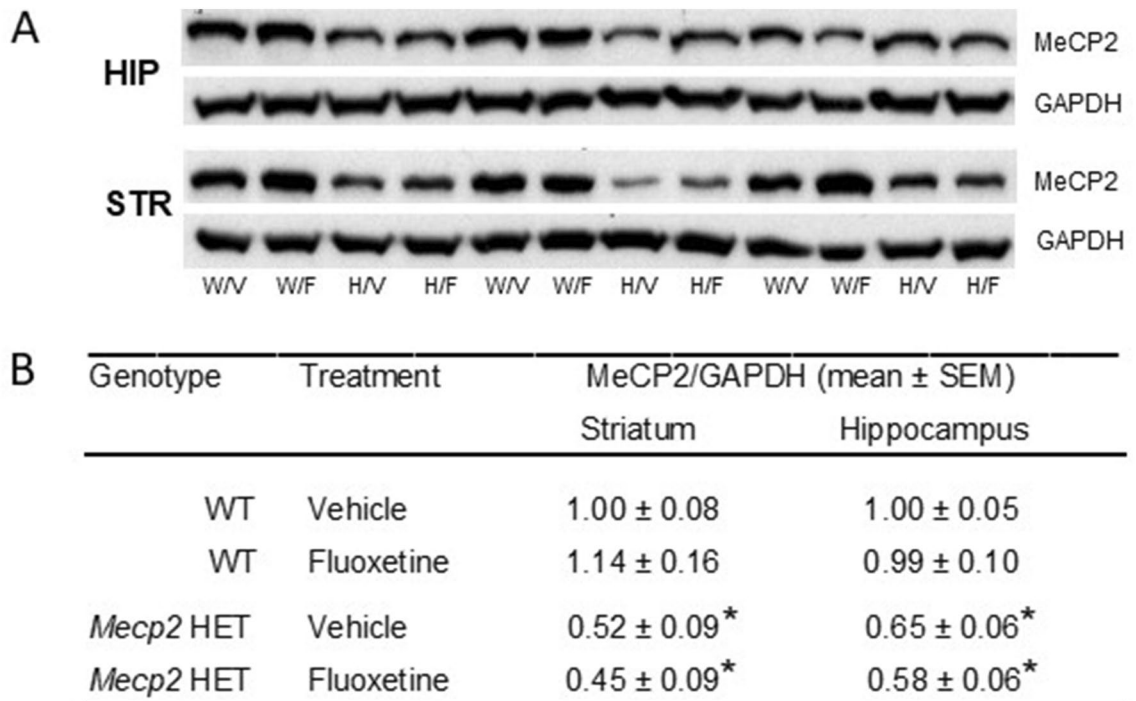 A
HIP
MeCP2
GAPDH
STR
MeCP2
GAPDH
W/V W/F H/V H/F W/V W/F H/V H/F W/V W/F H/V H/F
B
Genotype Treatment MeCP2/GAPDH (mean ± SEM)
Striatum Hippocampus
WT Vehicle 1.00 ± 0.08 1.00 ± 0.05
WT Fluoxetine 1.14 ± 0.16 0.99 ± 0.10
Mecp2 HET Vehicle 0.52 ± 0.09* 0.65 ± 0.06*
Mecp2 HET Fluoxetine 0.45 ± 0.09* 0.58 ± 0.06*